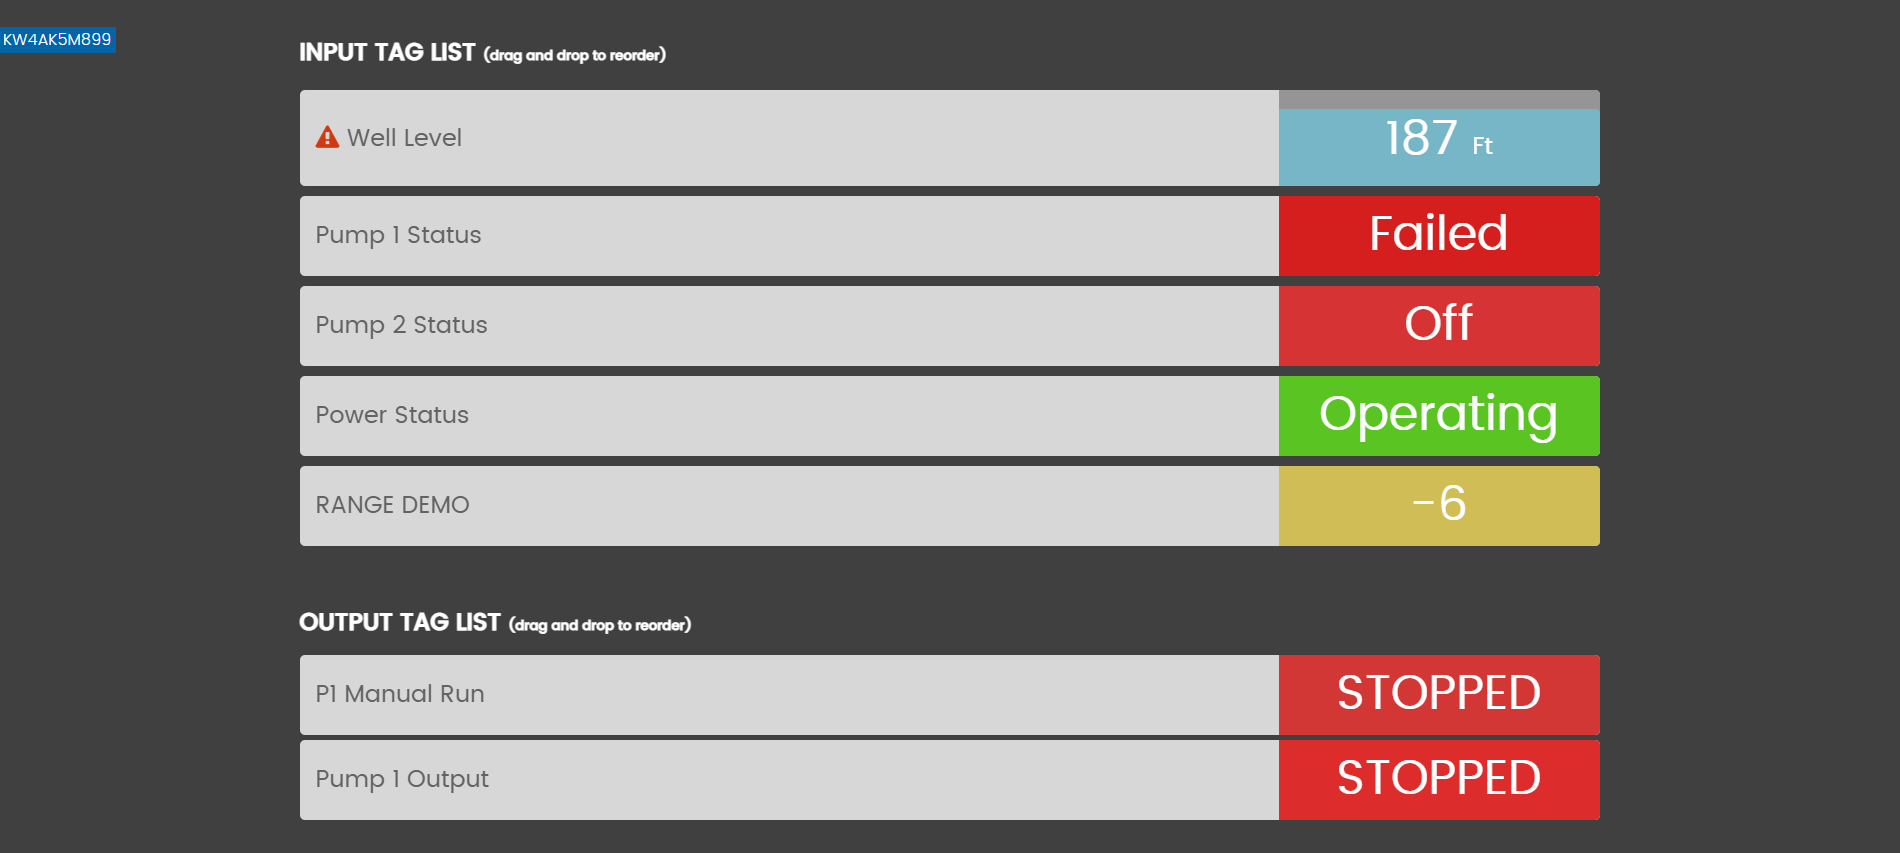 KW4AK5M899
INPUT TAG LIST (drag and drop to reorder)
Well Level 187 Ft
Pump 1 Status Failed
Pump 2 Status Off
Power Status Operating
RANGE DEMO -6
OUTPUT TAG LIST (drag and drop to reorder)
P1 Manual Run STOPPED
Pump 1 Output STOPPED